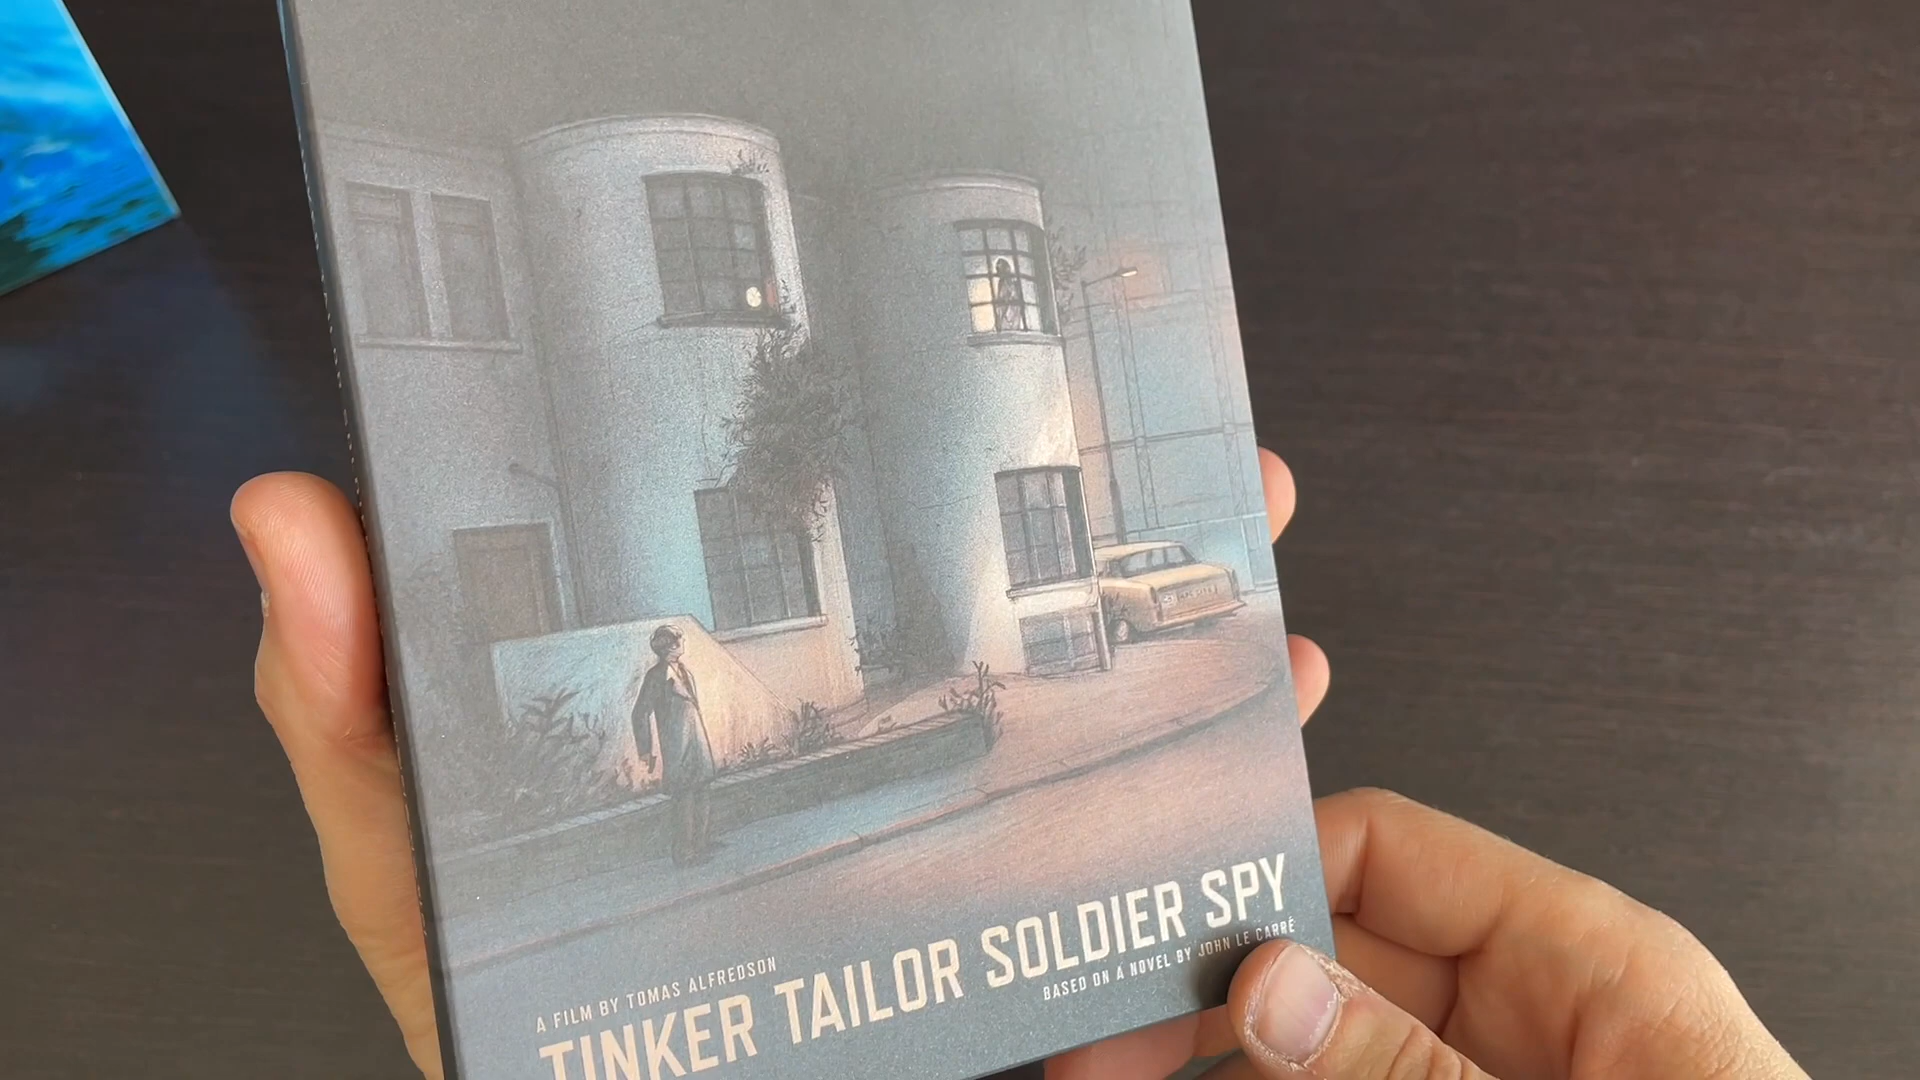 A FILM BY TOMAS ALFREDSON
TINKER TAILOR SOLDIER SPY
BASED ON A NOVEL BY JOHN LE CARRÉ